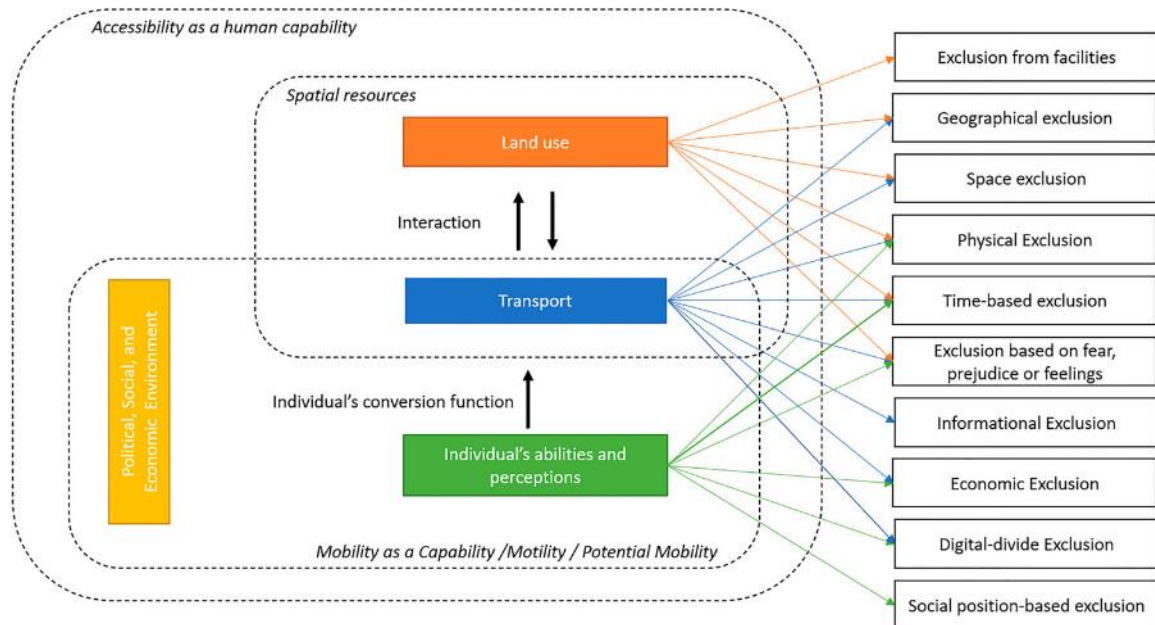 Accessibility as a human capability
Spatial resources
Land use
Interaction
Transport
Political, Social, and
Economic Environment
Individual's conversion function
Individual's abilities and
perceptions
Mobility as a Capability /Motility / Potential Mobility
Exclusion from facilities
Geographical exclusion
Space exclusion
Physical Exclusion
Time-based exclusion
Exclusion based on fear,
prejudice or feelings
Informational Exclusion
Economic Exclusion
Digital-divide Exclusion
Social position-based exclusion